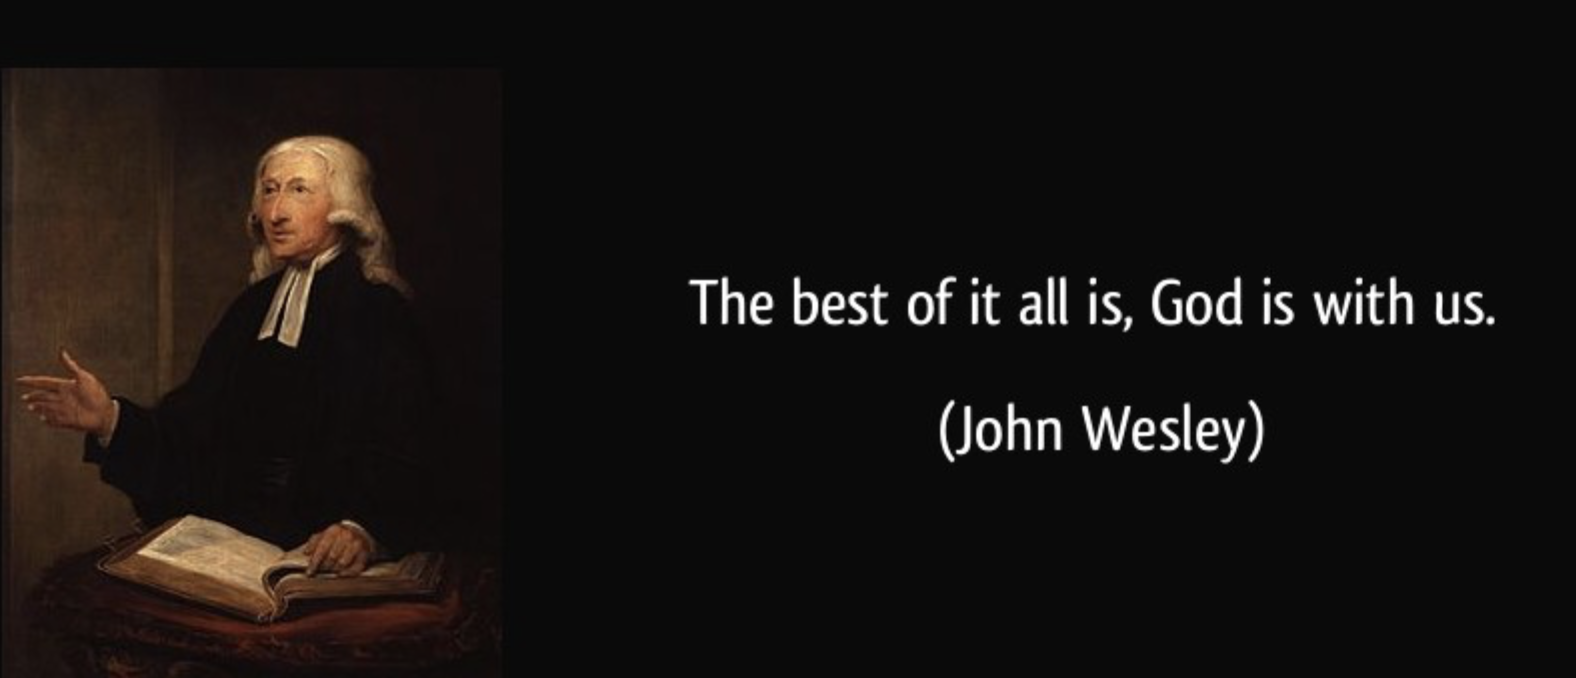 The best of it all is, God is with us.
(John Wesley)